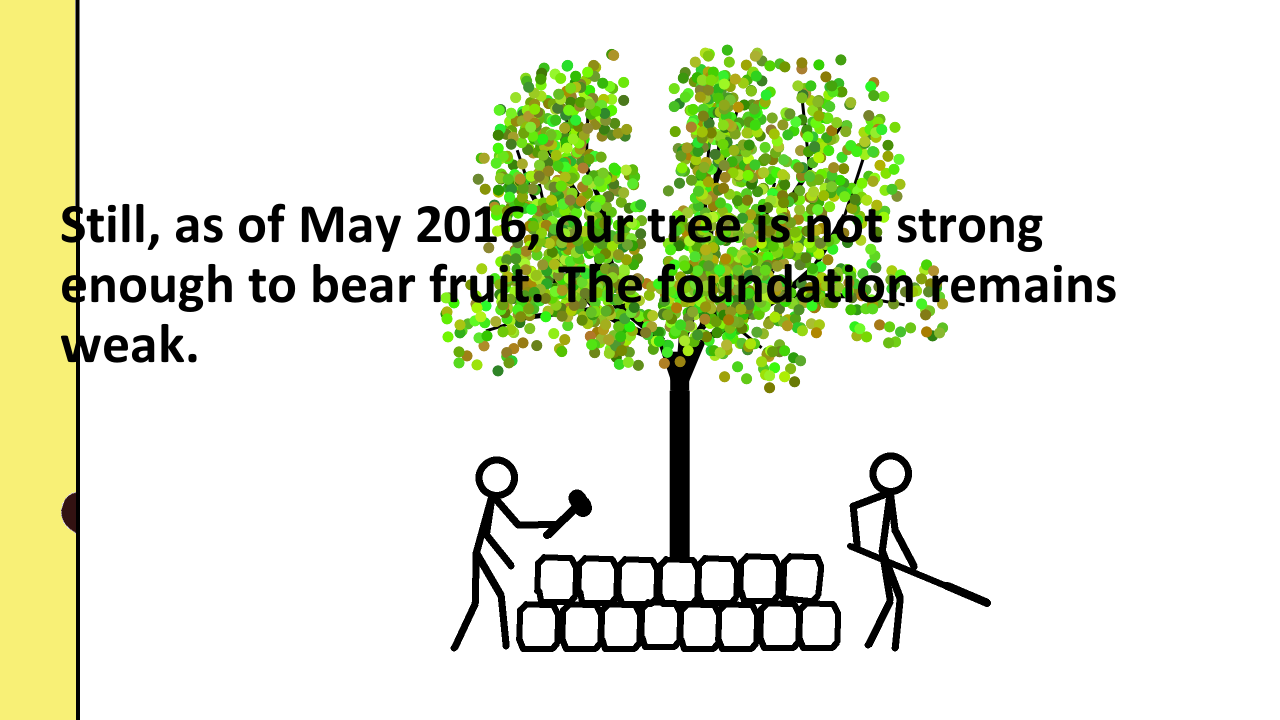 Still, as of May 2016, our tree is not strong
enough to bear fruit. The foundation remains
weak.